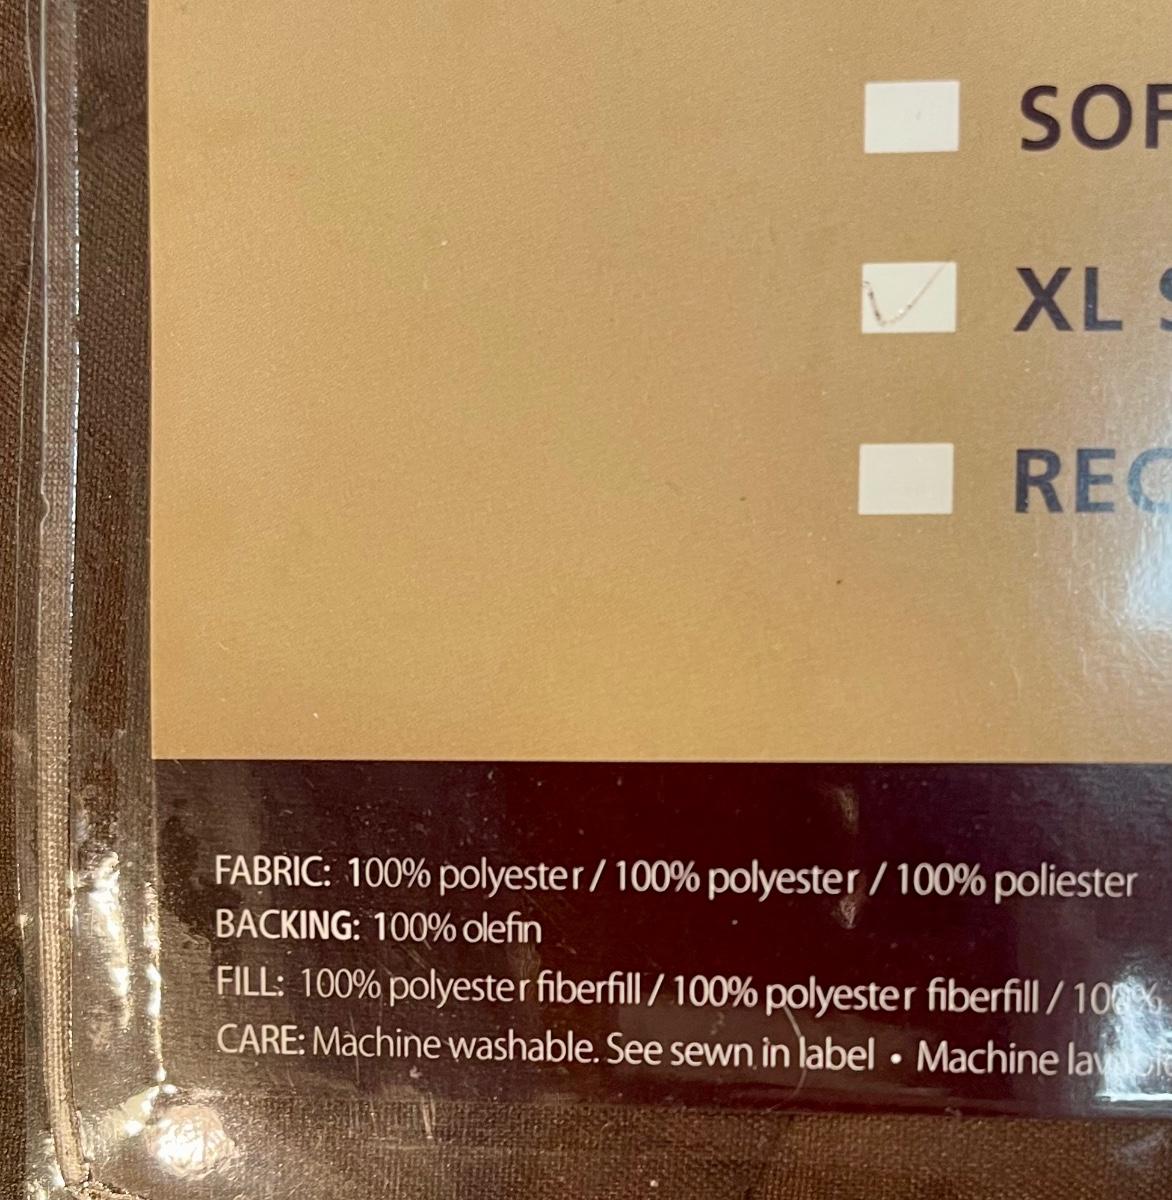 SOF
XL S
REC
FABRIC: 100% polyester / 100% polyester / 100% poliester
BACKING: 100% olefin
FILL: 100% polyester fiberfill / 100% polyester fiberfill / 100%
CARE: Machine washable. See sewn in label • Machine